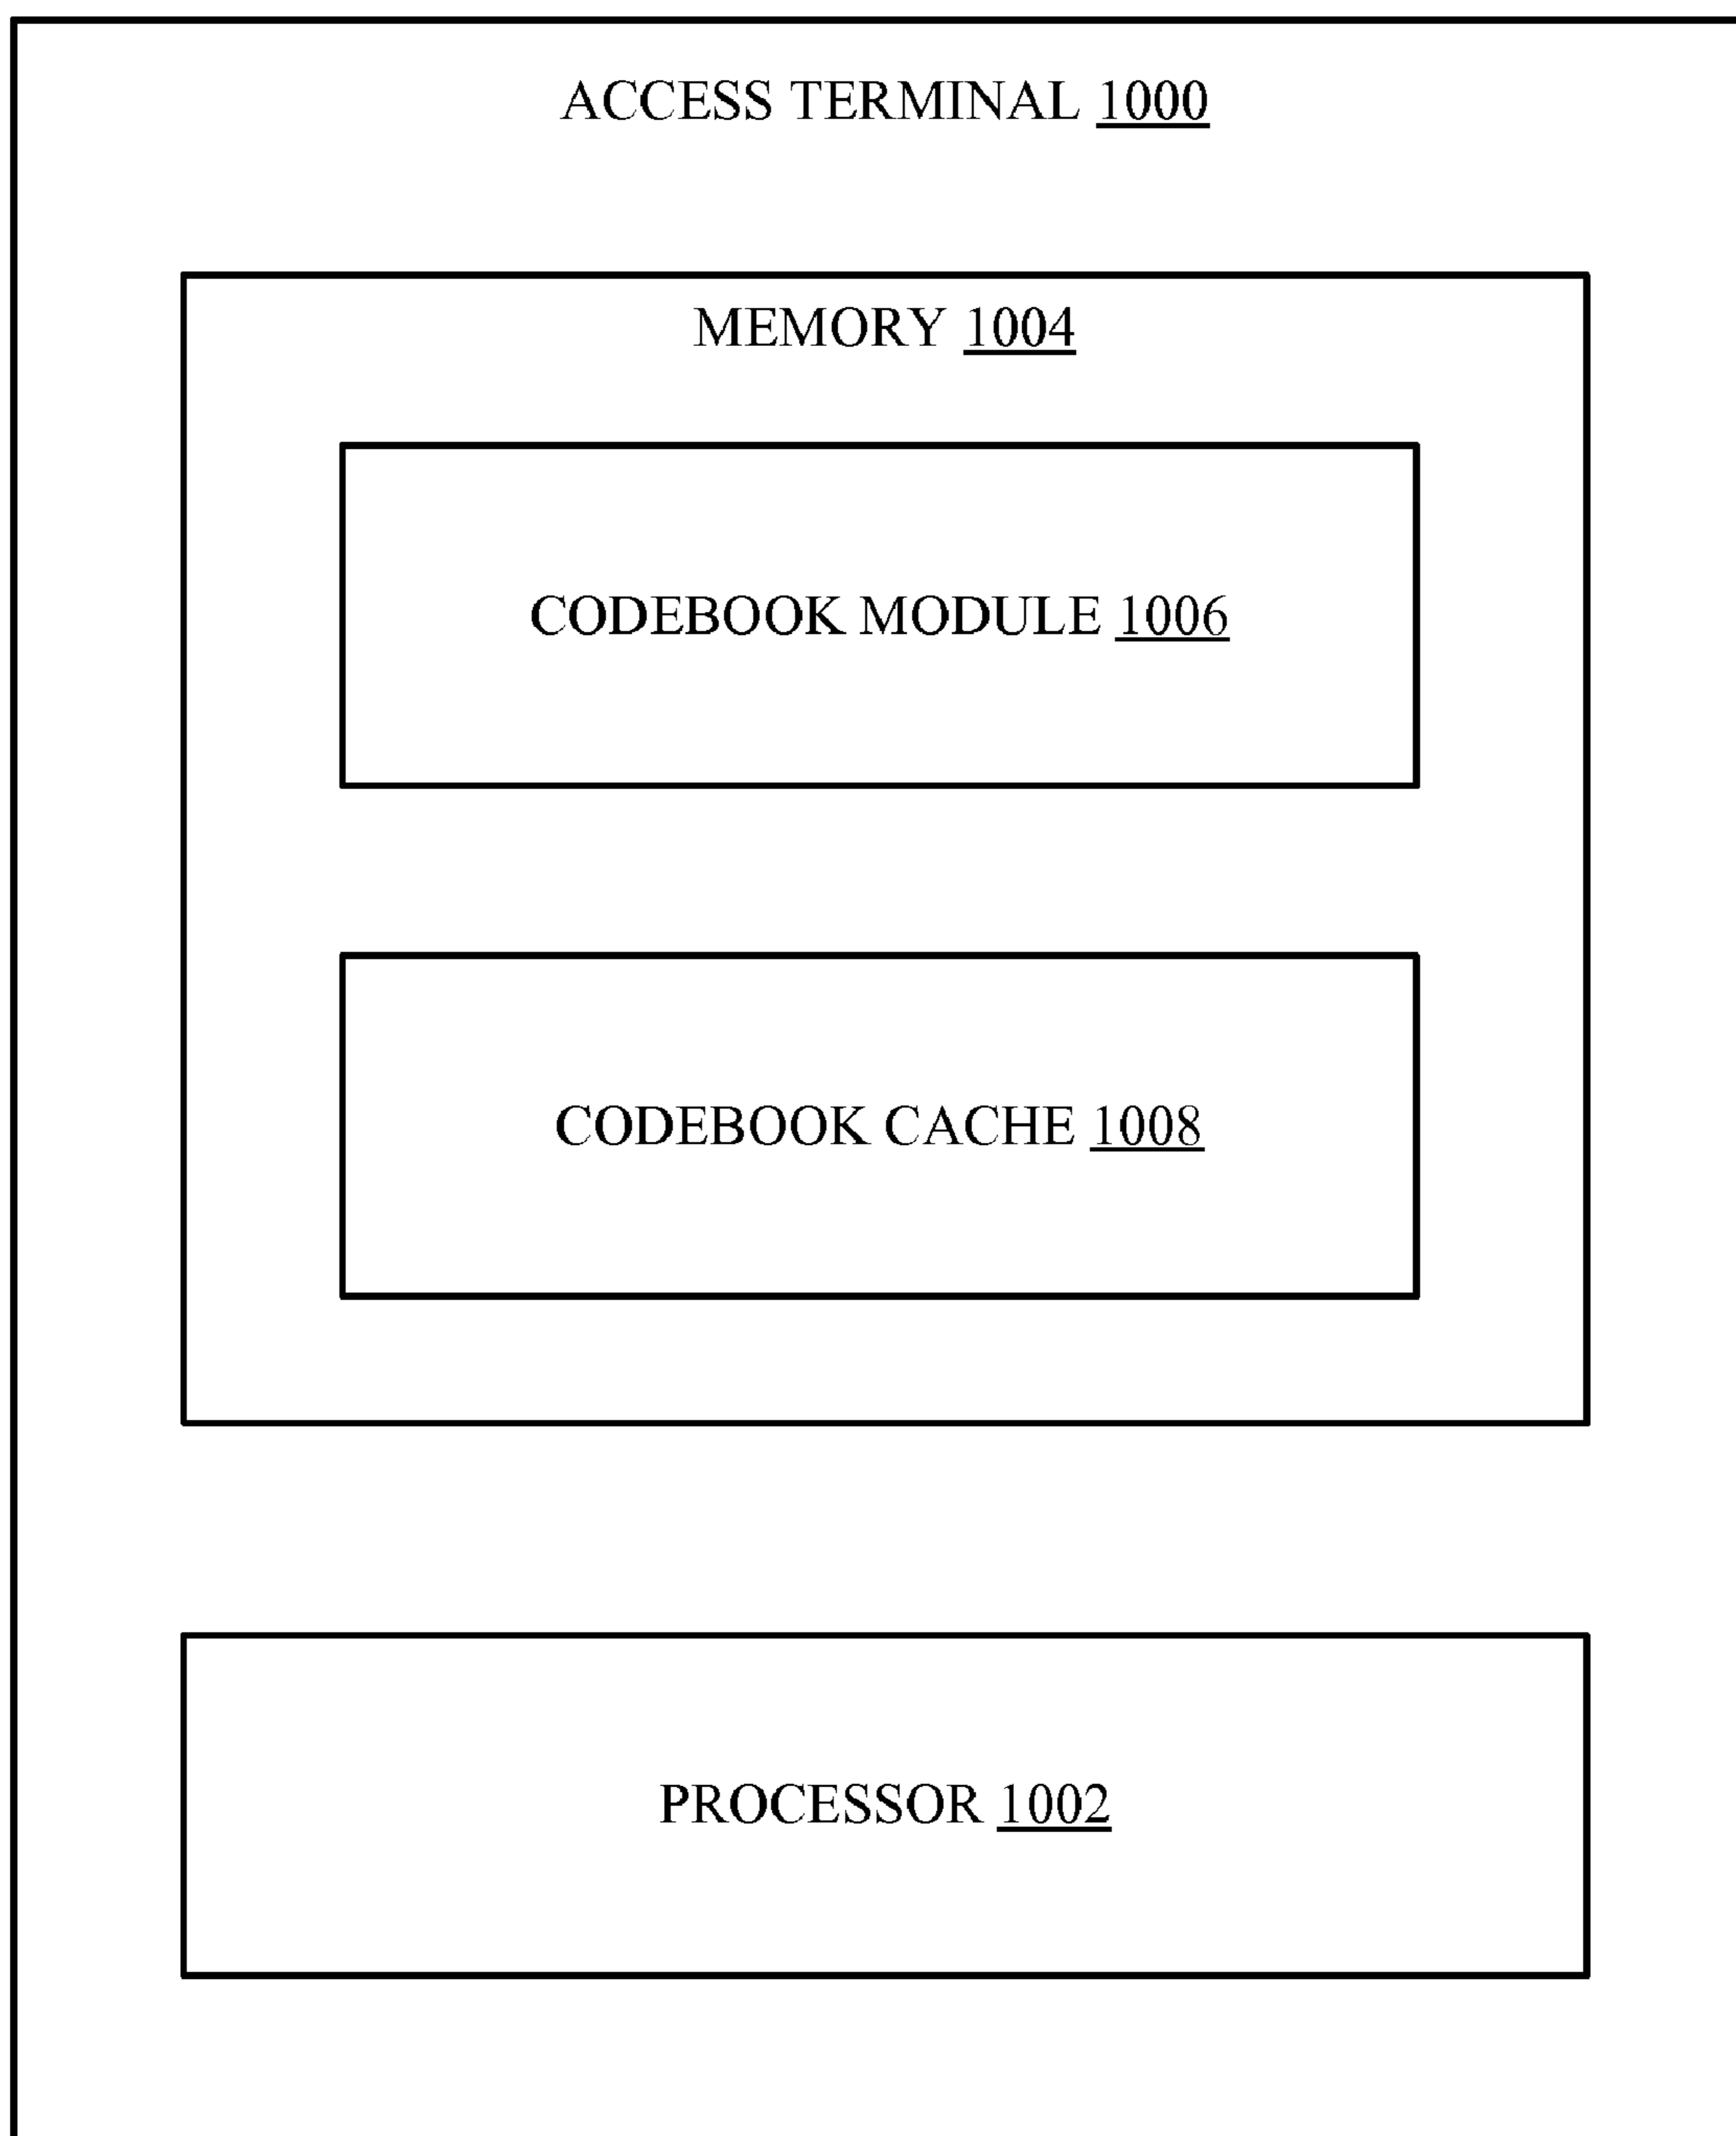 ACCESS TERMINAL 1000
MEMORY 1004
CODEBOOK MODULE 1006
CODEBOOK CACHE 1008
PROCESSOR 1002